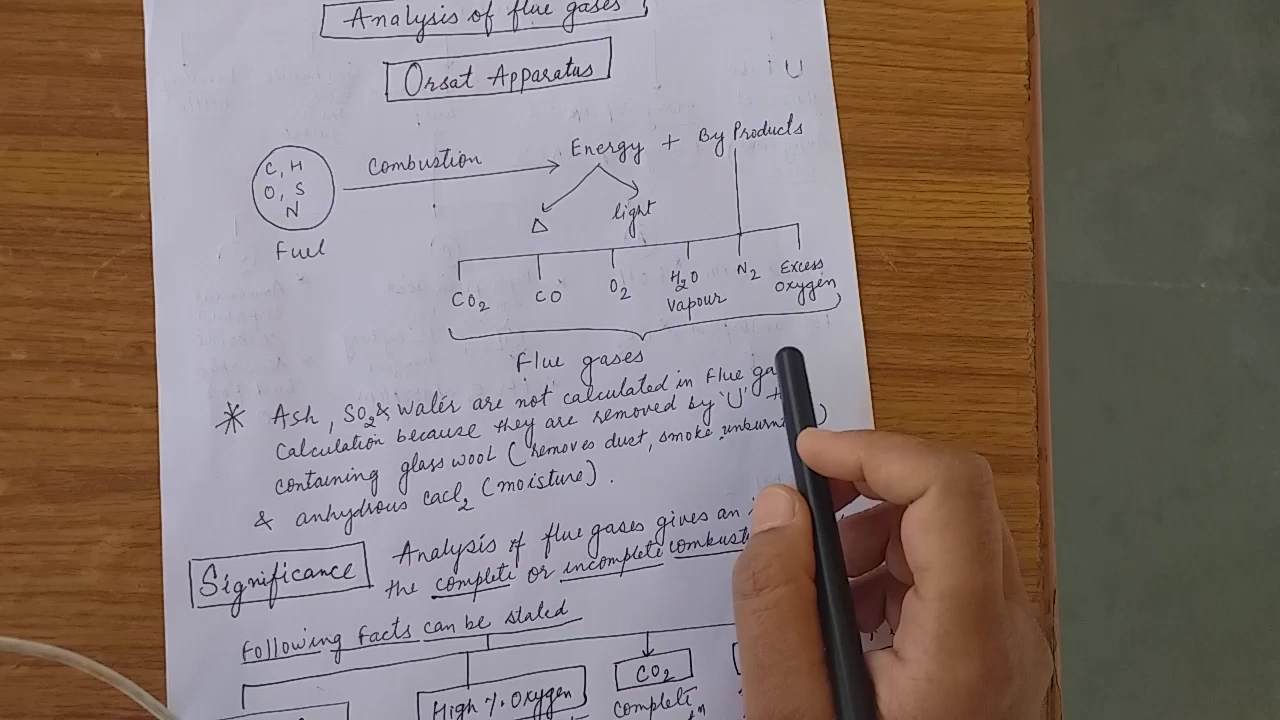 Analysis of flue gases
Orsat Apparatus
U
C, H
O, S
N
Fuel
Combustion
Energy + By Products
Δ
light
CO2
CO
O2
H2O
Vapour
N2
Excess
oxygen
Flue gases
* Ash, SO2 & water are not calculated in flue
Calculation because they are removed by 'U'
containing glass wool (removes dust, smoke, )
& anhydrous CaCl2 (moisture).
Significance
Analysis of flue gases gives an
the complete or incomplete
Following facts can be stated
High % Oxygen
CO2
complete